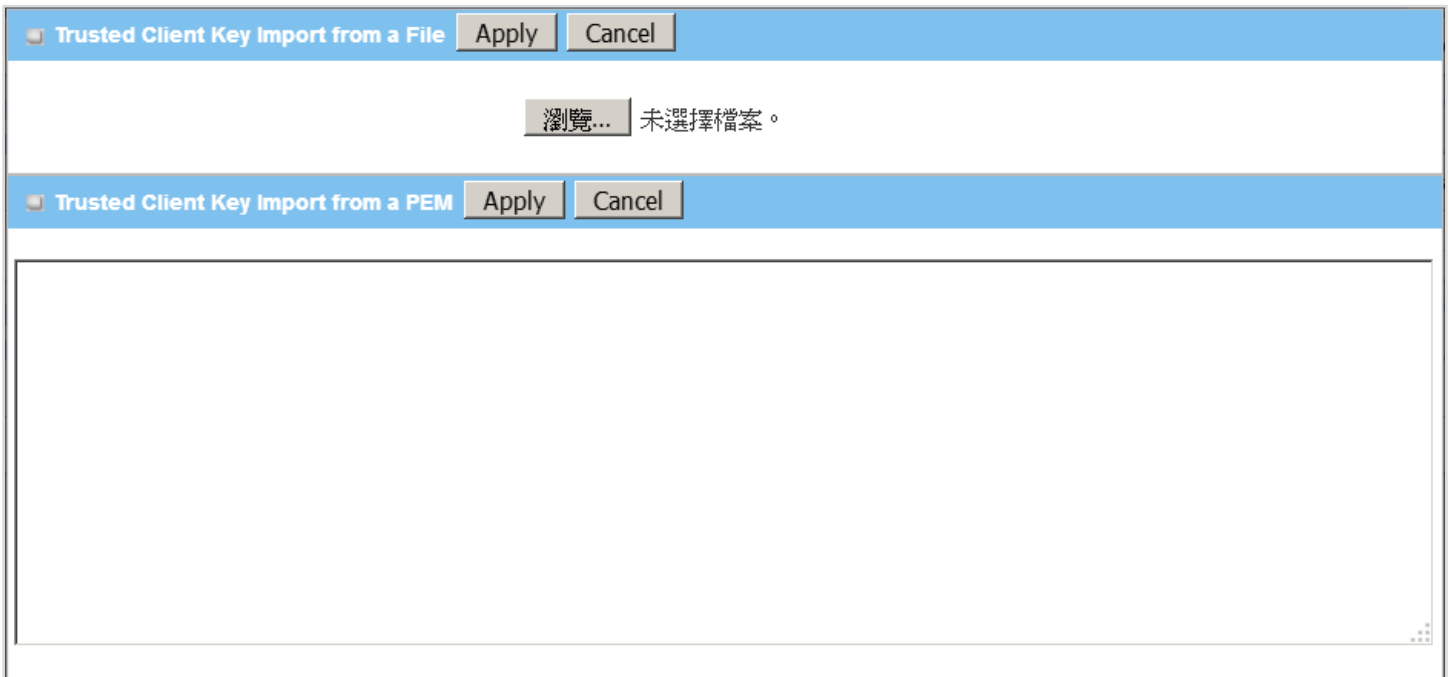 Trusted Client Key Import from a File Apply Cancel
瀏覽... 未選擇檔案。
Trusted Client Key Import from a PEM Apply Cancel